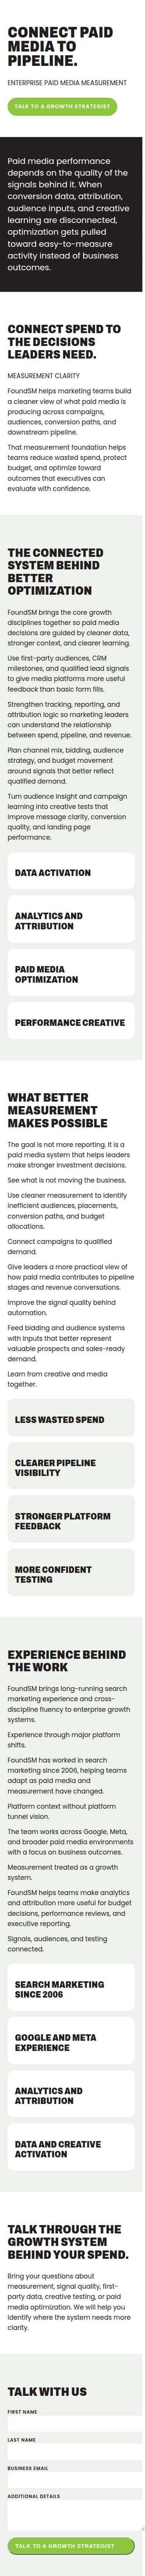 CONNECT PAID
MEDIA TO
PIPELINE.
ENTERPRISE PAID MEDIA MEASUREMENT
TALK TO A GROWTH STRATEGIST
Paid media performance
depends on the quality of the
signals behind it. When
conversion data, attribution,
audience inputs, and creative
learning are disconnected,
optimization gets pulled
toward easy-to-measure
activity instead of business
outcomes.
CONNECT SPEND TO
THE DECISIONS
LEADERS NEED.
MEASUREMENT CLARITY
FoundSM helps marketing teams build
a cleaner view of what paid media is
producing across campaigns,
audiences, conversion paths, and
downstream pipeline.
That measurement foundation helps
teams reduce wasted spend, protect
budget, and optimize toward
outcomes that executives can
evaluate with confidence.
THE CONNECTED
SYSTEM BEHIND
BETTER
OPTIMIZATION
FoundSM brings the core growth
disciplines together so paid media
decisions are guided by cleaner data,
stronger context, and clearer learning.
Use first-party audiences, CRM
milestones, and qualified lead signals
to give media platforms more useful
feedback than basic form fills.
Strengthen tracking, reporting, and
attribution logic so marketing leaders
can understand the relationship
between spend, pipeline, and revenue.
Plan channel mix, bidding, audience
strategy, and budget movement
around signals that better reflect
qualified demand.
Turn audience insight and campaign
learning into creative tests that
improve message clarity, conversion
quality, and landing page
performance.
DATA ACTIVATION
ANALYTICS AND
ATTRIBUTION
PAID MEDIA
OPTIMIZATION
PERFORMANCE CREATIVE
WHAT BETTER
MEASUREMENT
MAKES POSSIBLE
The goal is not more reporting. It is a
paid media system that helps leaders
make stronger investment decisions.
See what is not moving the business.
Use cleaner measurement to identify
inefficient audiences, placements,
conversion paths, and budget
allocations.
Connect campaigns to qualified
demand.
Give leaders a more practical view of
how paid media contributes to pipeline
stages and revenue conversations.
Improve the signal quality behind
automation.
Feed bidding and audience systems
with inputs that better represent
valuable prospects and sales-ready
demand.
Learn from creative and media
together.
LESS WASTED SPEND
CLEARER PIPELINE
VISIBILITY
STRONGER PLATFORM
FEEDBACK
MORE CONFIDENT
TESTING
EXPERIENCE BEHIND
THE WORK
FoundSM brings long-running search
marketing experience and cross-
discipline fluency to enterprise growth
systems.
Experience through major platform
shifts.
FoundSM has worked in search
marketing since 2006, helping teams
adapt as paid media and
measurement have changed.
Platform context without platform
tunnel vision.
The team works across Google, Meta,
and broader paid media environments
with a focus on business outcomes.
Measurement treated as a growth
system.
FoundSM helps teams make analytics
and attribution more useful for budget
decisions, performance reviews, and
executive reporting.
Signals, audiences, and testing
connected.
SEARCH MARKETING
SINCE 2006
GOOGLE AND META
EXPERIENCE
ANALYTICS AND
ATTRIBUTION
DATA AND CREATIVE
ACTIVATION
TALK THROUGH THE
GROWTH SYSTEM
BEHIND YOUR SPEND.
Bring your questions about
measurement, signal quality, first-
party data, creative testing, or paid
media optimization. We will help you
identify where the system needs more
clarity.
TALK WITH US
FIRST NAME
LAST NAME
BUSINESS EMAIL
ADDITIONAL DETAILS
TALK TO A GROWTH STRATEGIST